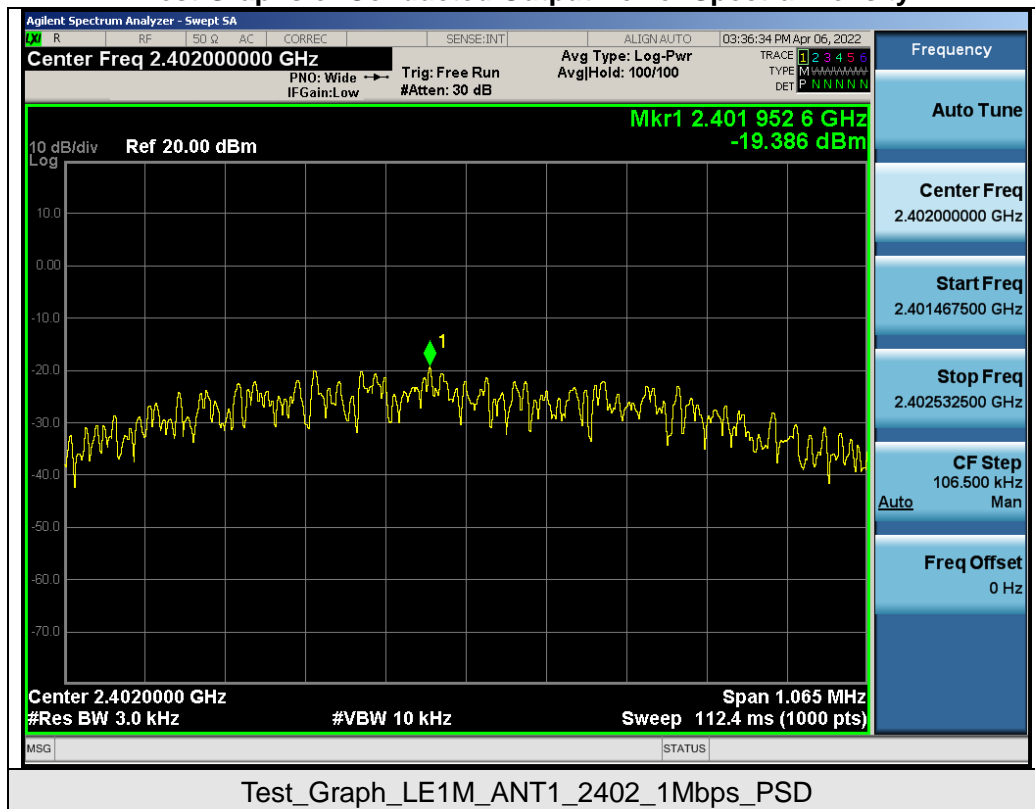 Agilent Spectrum Analyzer - Swept SA
LXI R RF 50 Ω AC CORREC SENSE:INT ALIGN AUTO 03:36:34 PM Apr 06, 2022
Center Freq 2.402000000 GHz
PNO: Wide
IFGain:Low
Trig: Free Run
#Atten: 30 dB
Avg Type: Log-Pwr
Avg|Hold: 100/100
TRACE 1 2 3 4 5 6
TYPE M WWWWW
DET P N N N N N
Mkr1 2.401 952 6 GHz
-19.386 dBm
10 dB/div Ref 20.00 dBm
Log
10.0
0.00
-10.0
-20.0
-30.0
-40.0
-50.0
-60.0
-70.0
1
Center 2.4020000 GHz
Span 1.065 MHz
#Res BW 3.0 kHz
#VBW 10 kHz
Sweep 112.4 ms (1000 pts)
MSG
STATUS
Frequency
Auto Tune
Center Freq
2.402000000 GHz
Start Freq
2.401467500 GHz
Stop Freq
2.402532500 GHz
CF Step
106.500 kHz
Auto Man
Freq Offset
0 Hz
Test_Graph_LE1M_ANT1_2402_1Mbps_PSD